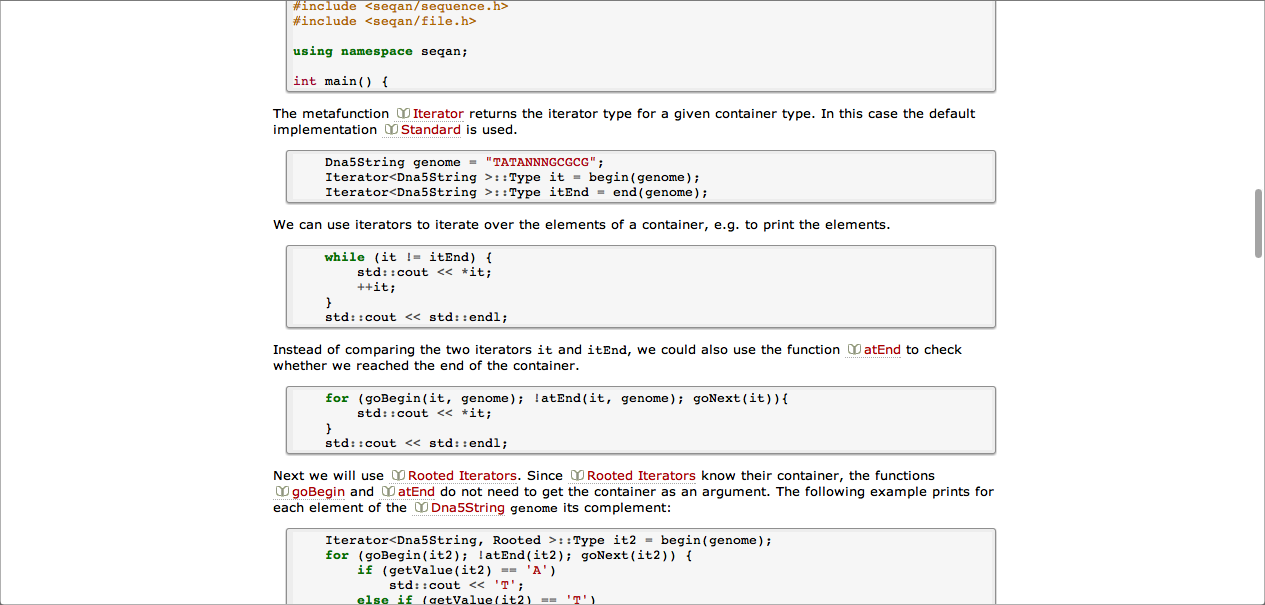 #include <seqan/sequence.h>
#include <seqan/file.h>
using namespace seqan;
int main() {
The metafunction Iterator returns the iterator type for a given container type. In this case the default
implementation Standard is used.
Dna5String genome = "TATANNNGCGCG";
Iterator<Dna5String >::Type it = begin(genome);
Iterator<Dna5String >::Type itEnd = end(genome);
We can use iterators to iterate over the elements of a container, e.g. to print the elements.
while (it != itEnd) {
std::cout << *it;
++it;
}
std::cout << std::endl;
Instead of comparing the two iterators it and itEnd, we could also use the function atEnd to check
whether we reached the end of the container.
for (goBegin(it, genome); !atEnd(it, genome); goNext(it)){
std::cout << *it;
}
std::cout << std::endl;
Next we will use Rooted Iterators. Since Rooted Iterators know their container, the functions
goBegin and atEnd do not need to get the container as an argument. The following example prints for
each element of the Dna5String genome its complement:
Iterator<Dna5String, Rooted >::Type it2 = begin(genome);
for (goBegin(it2); !atEnd(it2); goNext(it2)) {
if (getValue(it2) == 'A')
std::cout << 'T';
else if (getValue(it2) == 'T')